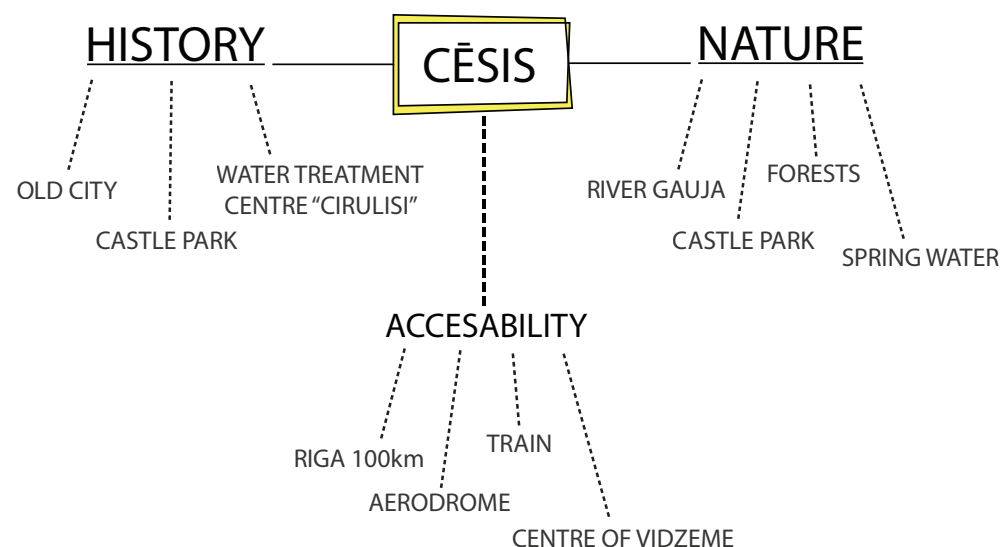 HISTORY
CĒSIS
NATURE
OLD CITY
CASTLE PARK
WATER TREATMENT
CENTRE “CIRULISI”
RIVER GAUJA
CASTLE PARK
FORESTS
SPRING WATER
ACCESABILITY
RIGA 100km
AERODROME
TRAIN
CENTRE OF VIDZEME